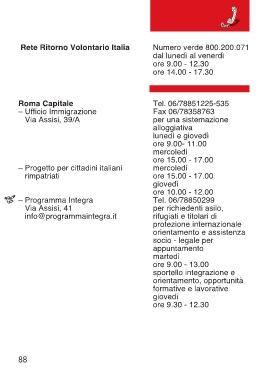 Rete Ritorno Volontario Italia
Numero verde 800.200.071
dal lunedì al venerdì
ore 9.00 - 12.30
ore 14.00 - 17.30
Roma Capitale
– Ufficio Immigrazione
Via Assisi, 39/A
Tel. 06/78851225-535
Fax 06/78358763
per una sistemazione
alloggiativa
lunedì e giovedì
ore 9.00- 11.00
mercoledì
ore 15.00 - 17.00
– Progetto per cittadini italiani
rimpatriati
mercoledì
ore 15.00 - 17.00
giovedì
ore 10.00 - 12.00
– Programma Integra
Via Assisi, 41
info@programmaintegra.it
Tel. 06/78850299
per richiedenti asilo,
rifugiati e titolari di
protezione internazionale
orientamento e assistenza
socio - legale per
appuntamento
martedì
ore 9.00 - 13.00
sportello integrazione e
orientamento, opportunità
formative e lavorative
giovedì
ore 9.30 - 12.30
88